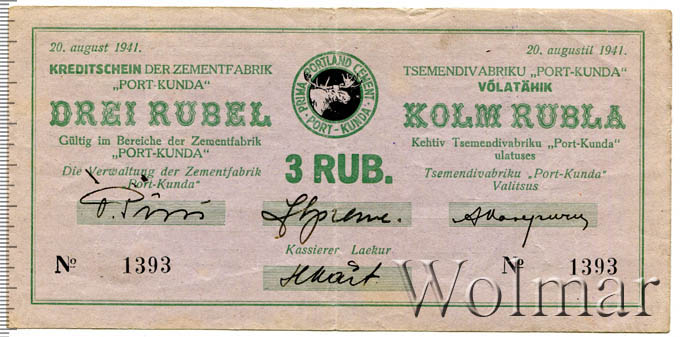 20. august 1941.
KREDITSCHEIN DER ZEMENTFABRIK
„PORT-KUNDA"
DREI RUBEL
Gültig im Bereiche der Zementfabrik
„PORT-KUNDA"
Die Verwaltung der Zementfabrik
„Port-Kunda"
PRIMA PORTLAND CEMENT
PORT-KUNDA
3 RUB.
20. augustil 1941.
TSEMENDIVABRIKU „PORT-KUNDA"
VÕLATÄHIK
KOLM RUBLA
Kehtiv Tsemendivabriku „Port-Kunda"
ulatuses
Tsemendivabriku „Port-Kunda"
Valitsus
Kassierer Laekur
№ 1393
№ 1393
Wolmar